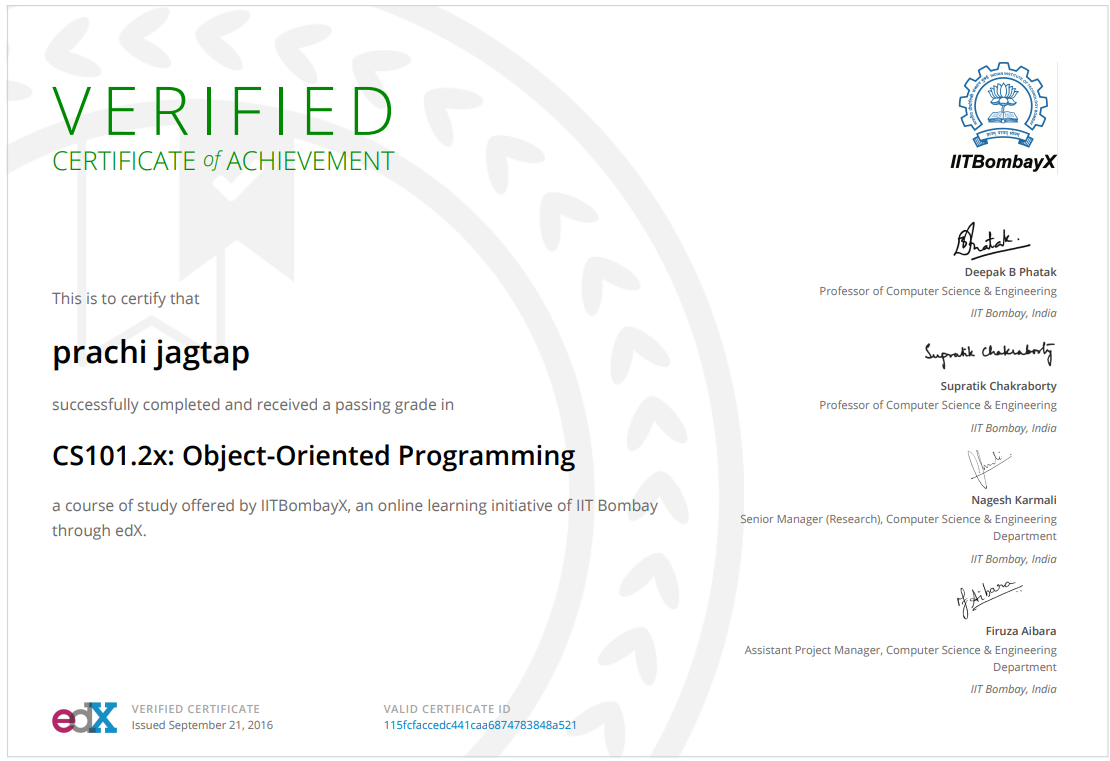 VERIFIED
CERTIFICATE of ACHIEVEMENT
This is to certify that
prachi jagtap
successfully completed and received a passing grade in
CS101.2x: Object-Oriented Programming
a course of study offered by IITBombayX, an online learning initiative of IIT Bombay
through edX.
edX
VERIFIED CERTIFICATE
Issued September 21, 2016
VALID CERTIFICATE ID
115fcfaccedc441caa6874783848a521
IITBombayX
Deepak B Phatak
Professor of Computer Science & Engineering
IIT Bombay, India
Supratik Chakraborty
Supratik Chakraborty
Professor of Computer Science & Engineering
IIT Bombay, India
Nagesh Karmali
Senior Manager (Research), Computer Science & Engineering
Department
IIT Bombay, India
Firuza Aibara
Assistant Project Manager, Computer Science & Engineering
Department
IIT Bombay, India